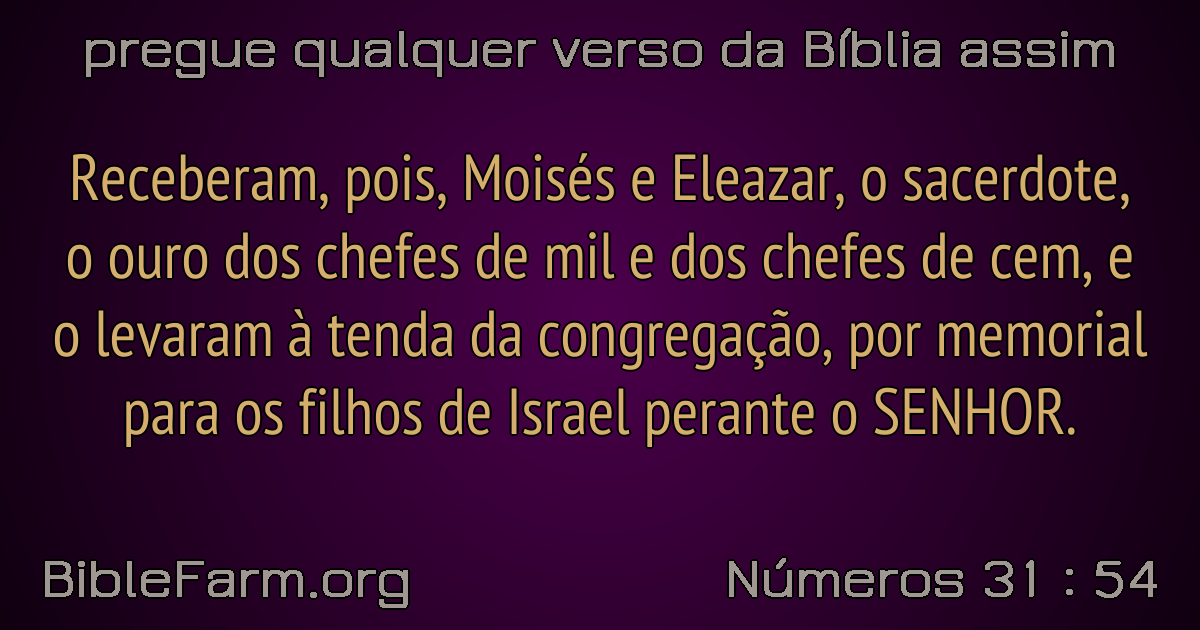 pregue qualquer verso da Bíblia assim
Receberam, pois, Moisés e Eleazar, o sacerdote,
o ouro dos chefes de mil e dos chefes de cem, e
o levaram à tenda da congregação, por memorial
para os filhos de Israel perante o SENHOR.
BibleFarm.org
Números 31 : 54